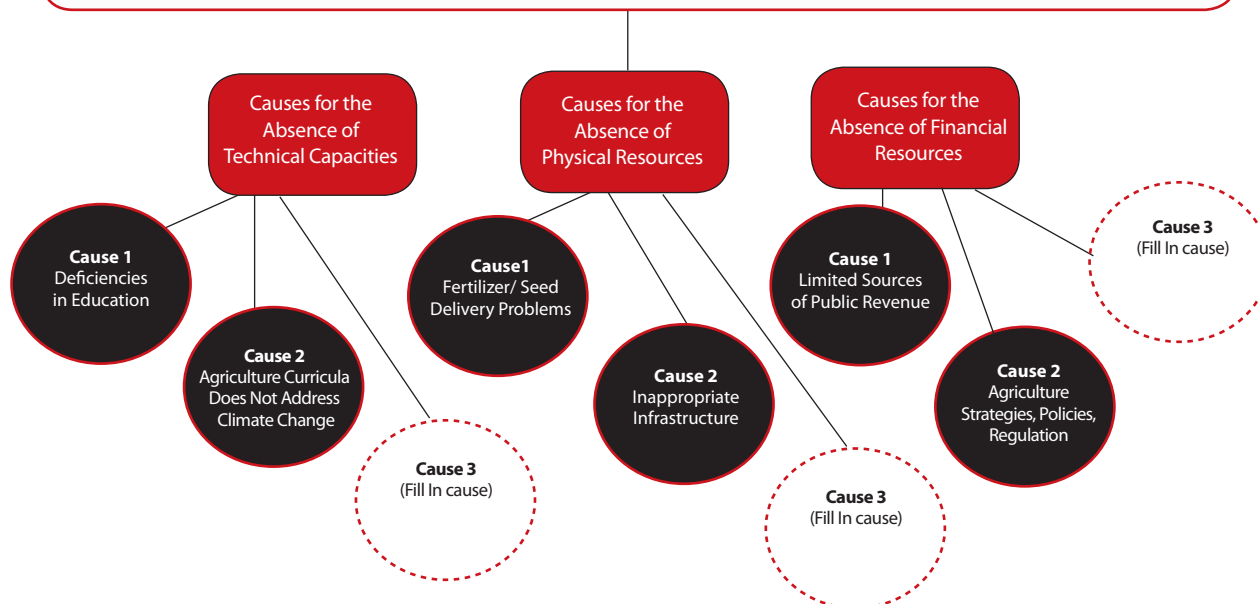 Causes for the
Absence of
Technical Capacities
Causes for the
Absence of
Physical Resources
Causes for the
Absence of Financial
Resources
Cause 1
Deficiencies
in Education
Cause 2
Agriculture Curricula
Does Not Address
Climate Change
Cause 3
(Fill In cause)
Cause1
Fertilizer/ Seed
Delivery Problems
Cause 2
Inappropriate
Infrastructure
Cause 3
(Fill In cause)
Cause 1
Limited Sources
of Public Revenue
Cause 2
Agriculture
Strategies, Policies,
Regulation
Cause 3
(Fill In cause)